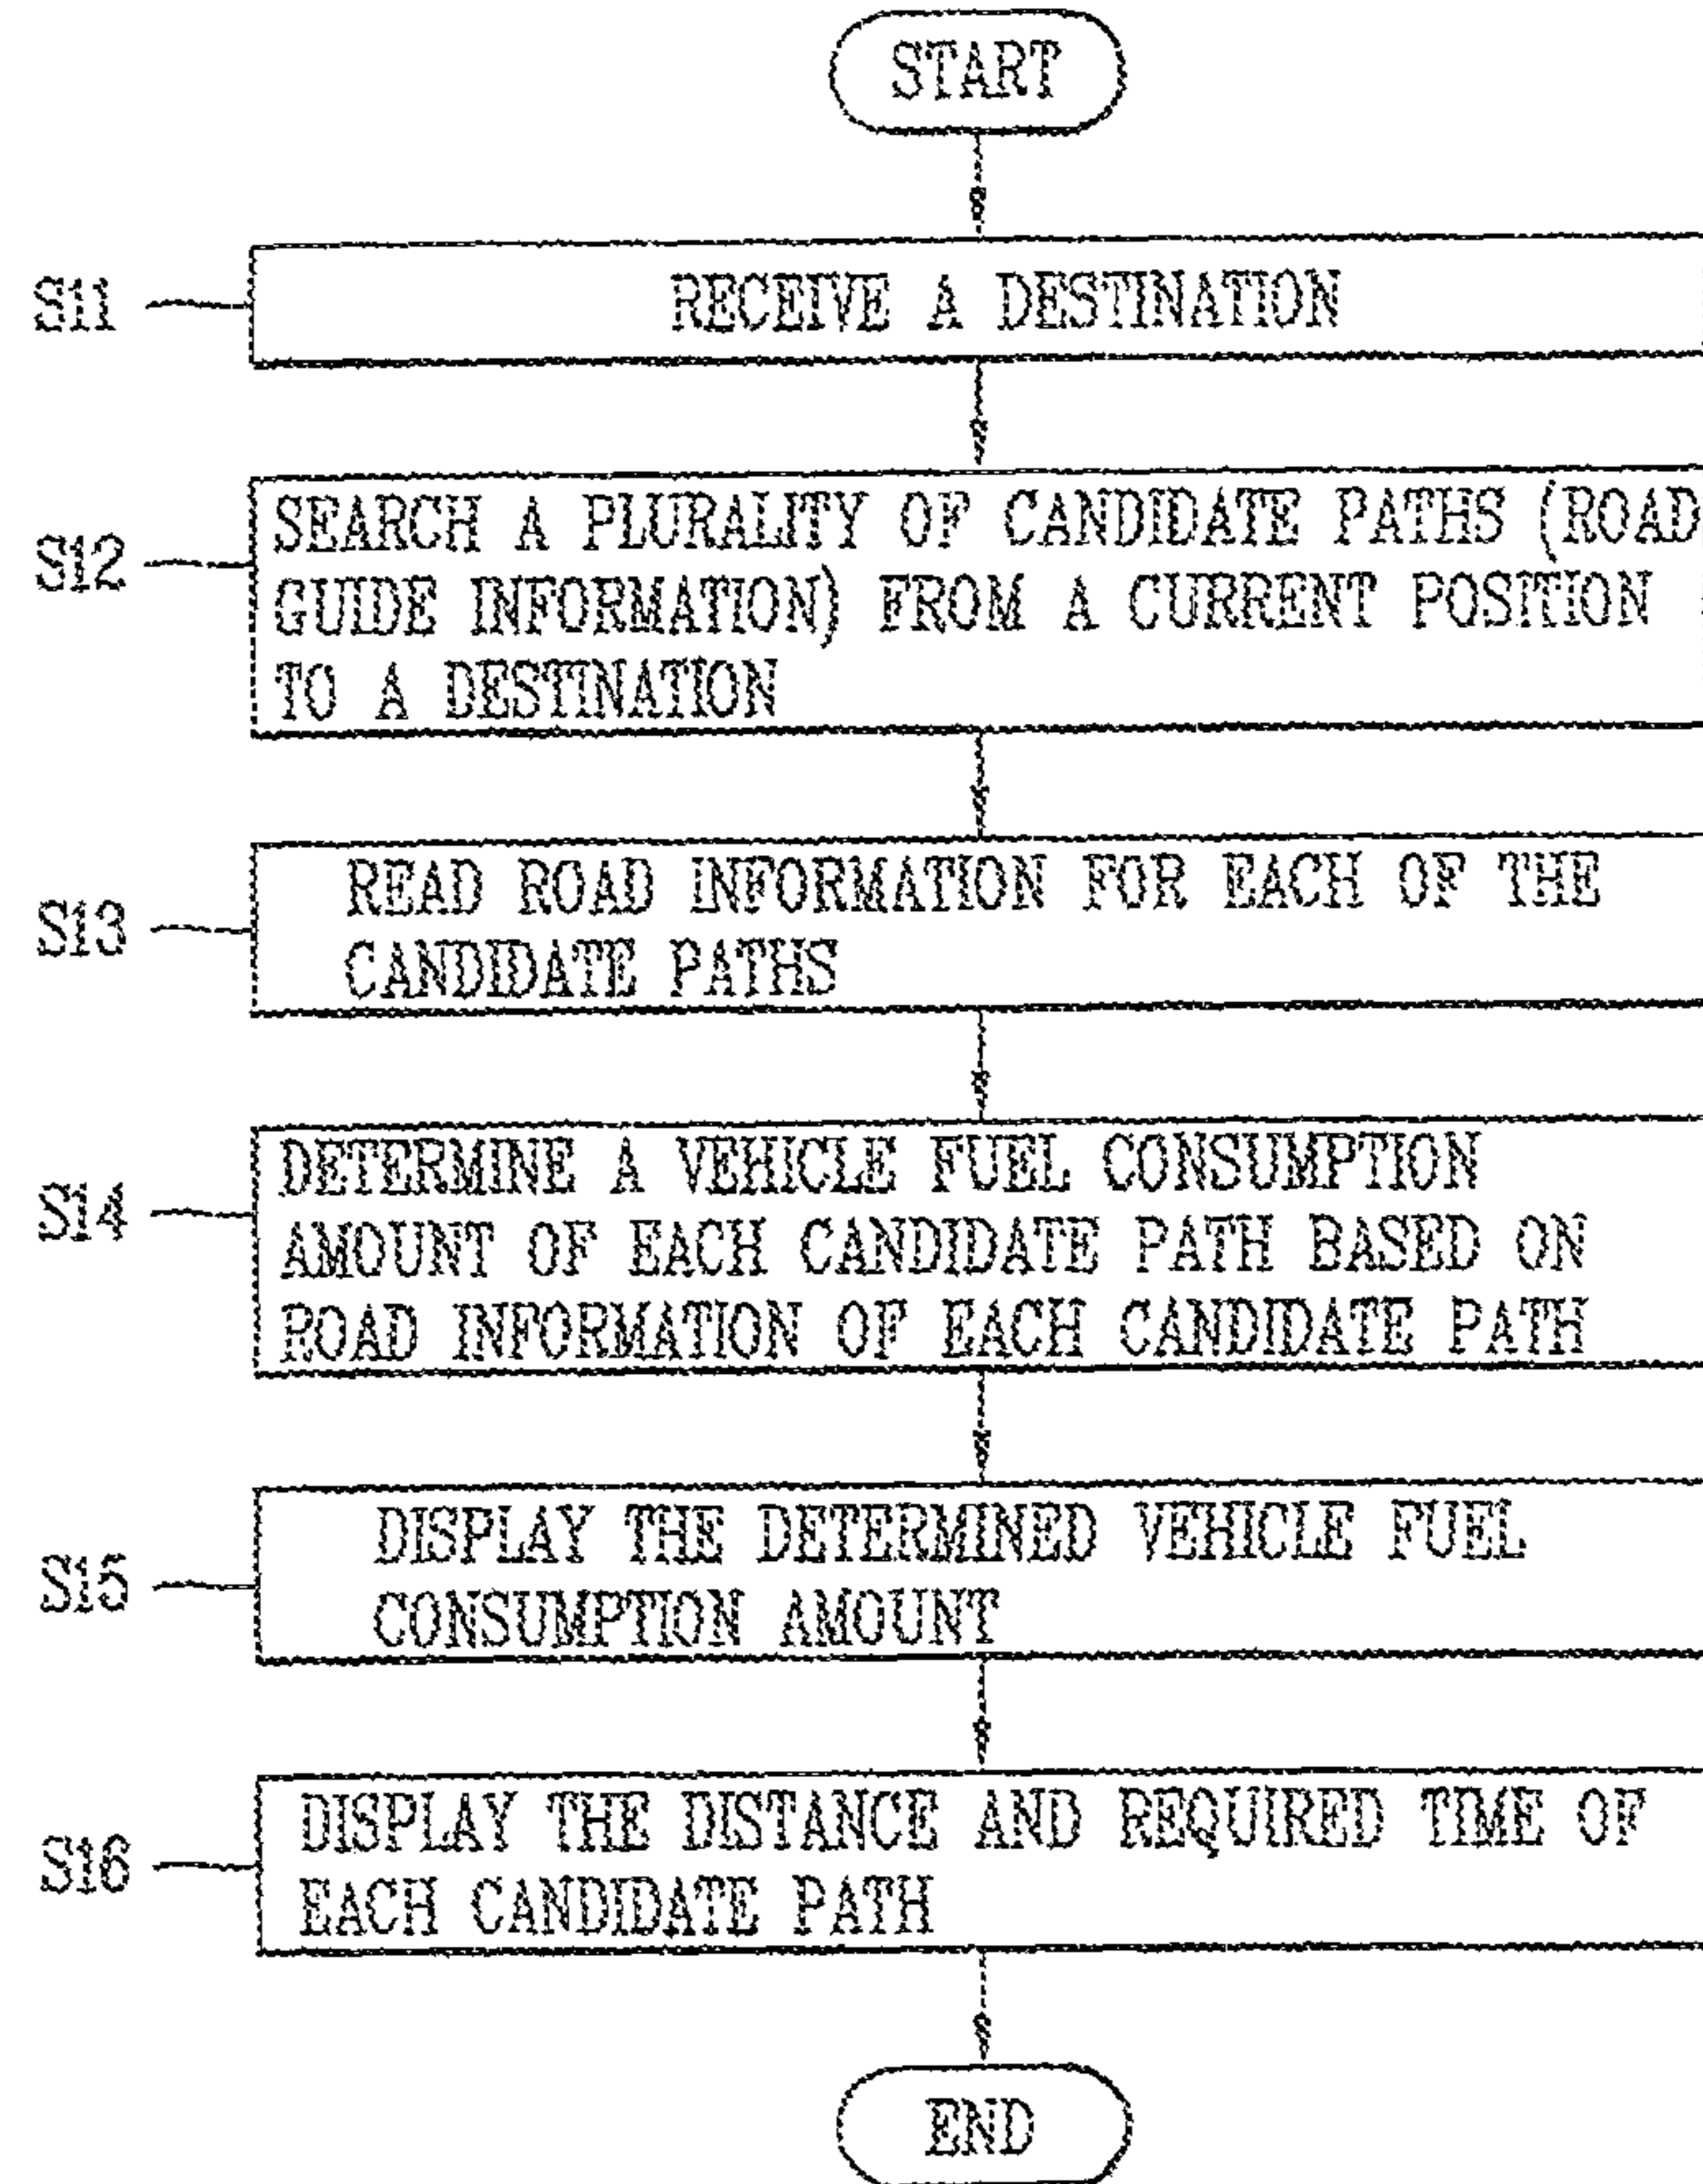 START
S11
RECEIVE A DESTINATION
S12
SEARCH A PLURALITY OF CANDIDATE PATHS (ROAD
GUIDE INFORMATION) FROM A CURRENT POSITION
TO A DESTINATION
S13
READ ROAD INFORMATION FOR EACH OF THE
CANDIDATE PATHS
S14
DETERMINE A VEHICLE FUEL CONSUMPTION
AMOUNT OF EACH CANDIDATE PATH BASED ON
ROAD INFORMATION OF EACH CANDIDATE PATH
S15
DISPLAY THE DETERMINED VEHICLE FUEL
CONSUMPTION AMOUNT
S16
DISPLAY THE DISTANCE AND REQUIRED TIME OF
EACH CANDIDATE PATH
END